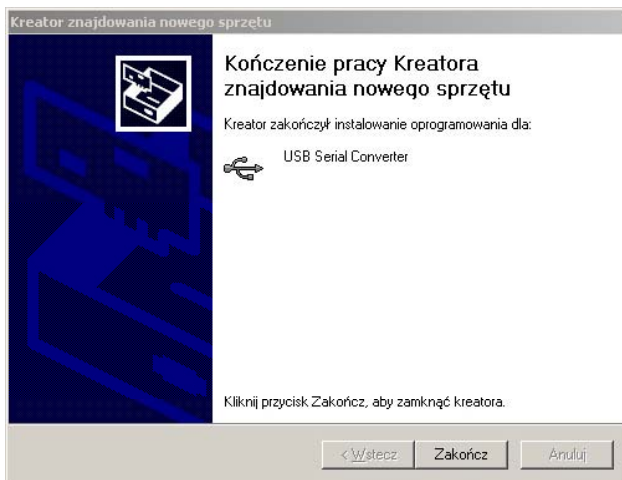 Kreator znajdowania nowego sprzętu
Kończenie pracy Kreatora
znajdowania nowego sprzętu
Kreator zakończył instalowanie oprogramowania dla:
USB Serial Converter
Kliknij przycisk Zakończ, aby zamknąć kreatora.
< Wstecz Zakończ Anuluj